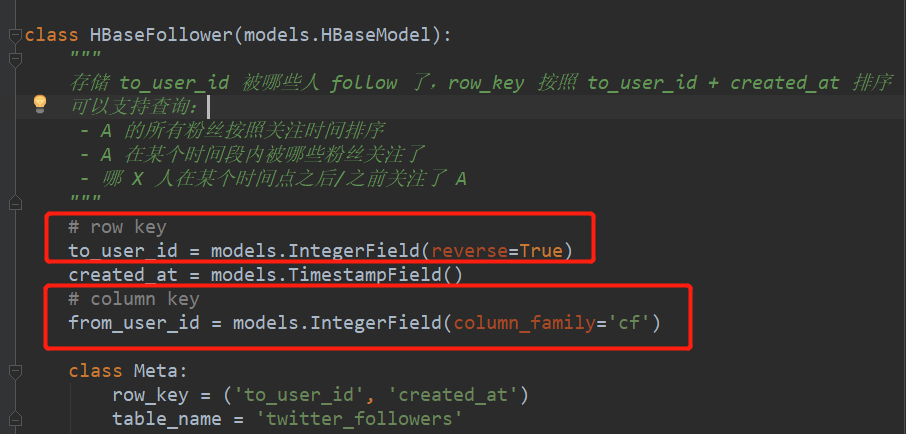 class HBaseFollower(models.HBaseModel):
"""
存储 to_user_id 被哪些人 follow 了，row_key 按照 to_user_id + created_at 排序
可以支持查询：
- A 的所有粉丝按照关注时间排序
- A 在某个时间段内被哪些粉丝关注了
- 哪 X 人在某个时间点之后/之前关注了 A
"""
# row key
to_user_id = models.IntegerField(reverse=True)
created_at = models.TimestampField()
# column key
from_user_id = models.IntegerField(column_family='cf')
class Meta:
row_key = ('to_user_id', 'created_at')
table_name = 'twitter_followers'